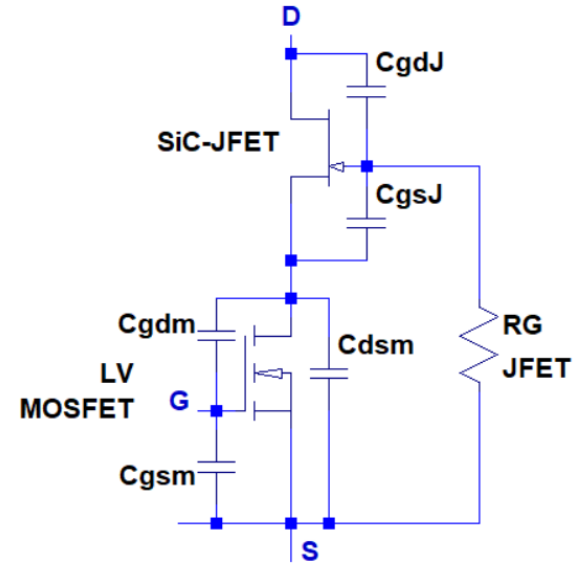 D
CgdJ
SiC-JFET
CgsJ
Cgdm
Cdsm
RG
JFET
LV
MOSFET
G
Cgsm
S